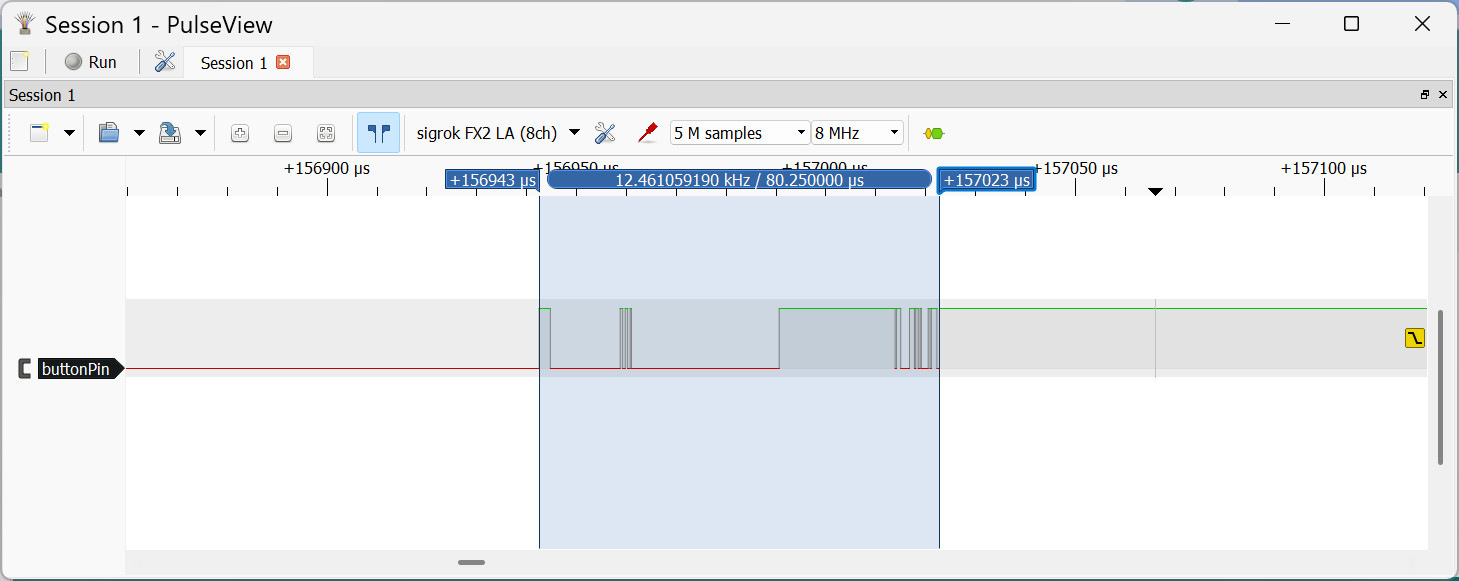 Session 1 - PulseView
Run
Session 1
Session 1
sigrok FX2 LA (8ch)
5 M samples
8 MHz
+156900 µs
+156950 µs
+157000 µs
+157050 µs
+157100 µs
+156943 µs
12.461059190 kHz / 80.250000 µs
+157023 µs
buttonPin